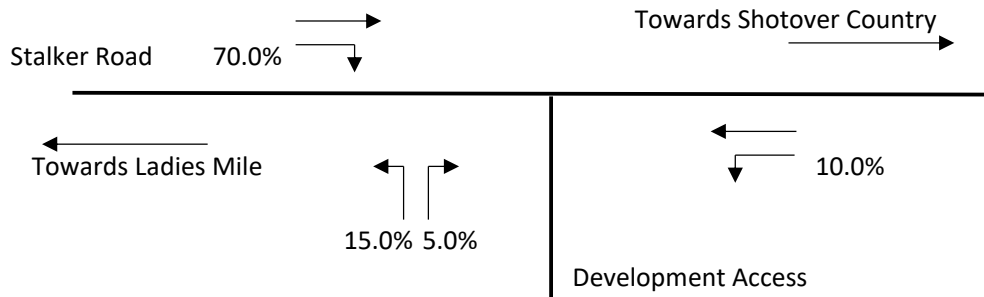 Towards Shotover Country
Stalker Road 70.0%
Towards Ladies Mile
10.0%
15.0% 5.0%
Development Access